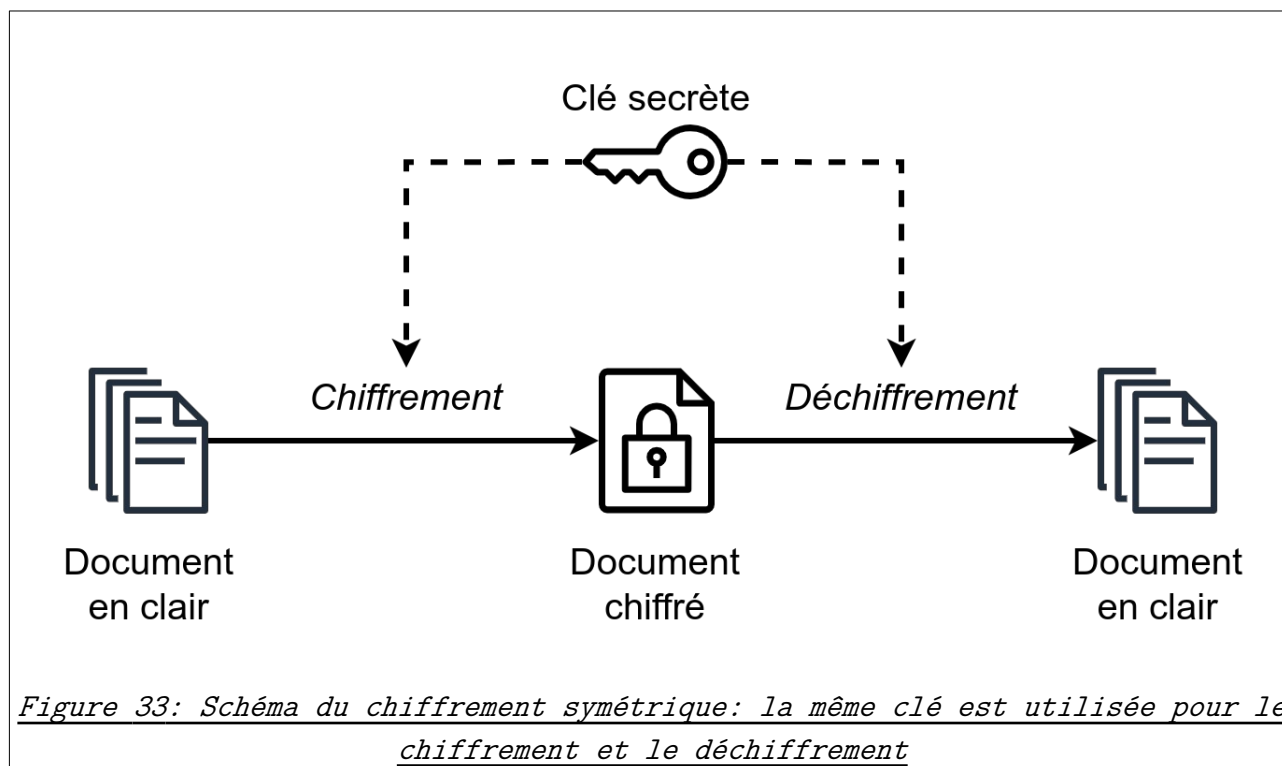 Clé secrète
Chiffrement
Déchiffrement
Document
en clair
Document
chiffré
Document
en clair
Figure 33: Schéma du chiffrement symétrique: la même clé est utilisée pour le
chiffrement et le déchiffrement